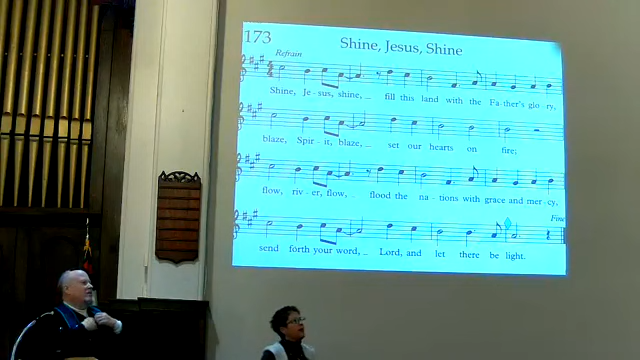 173
Shine, Jesus, Shine
Refrain
Shine, Je - sus, shine, _ fill this land with the Fa - ther's glo - ry,
blaze, Spir - it, blaze, _ set our hearts on fire;
flow, riv - er, flow, _ flood the na - tions with grace and mer - cy,
Fine
send forth your word, _ Lord, and let there be light.